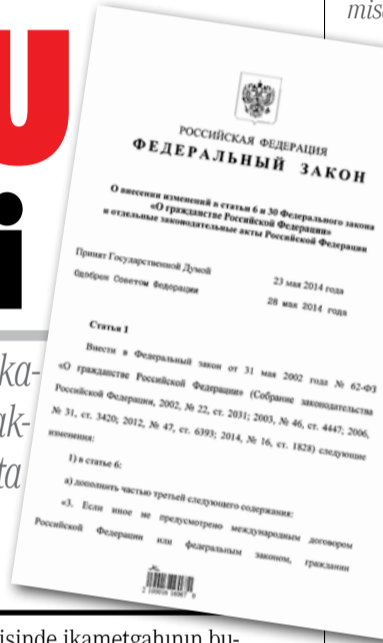 misa
U
i
РОССИЙСКАЯ ФЕДЕРАЦИЯ
ФЕДЕРАЛЬНЫЙ ЗАКОН
О внесении изменений в статьи 6 и 30 Федерального закона
«О гражданстве Российской Федерации»
и отдельные законодательные акты Российской Федерации
Принят Государственной Думой
23 мая 2014 года
Одобрен Советом Федерации
28 мая 2014 года
Статья 1
Внести в Федеральный закон от 31 мая 2002 года № 62-ФЗ
«О гражданстве Российской Федерации» (Собрание законодательства
Российской Федерации, 2002, № 22, ст. 2031; 2003, № 46, ст. 4447; 2006,
№ 31, ст. 3420; 2012, № 47, ст. 6393; 2014, № 16, ст. 1828) следующие
изменения:
1) в статье 6:
а) дополнить частью третьей следующего содержания:
«3. Если иное не предусмотрено международным договором
Российской Федерации или федеральным законом, гражданин
ka-
ak-
ta
isinde ikametgahının bu-